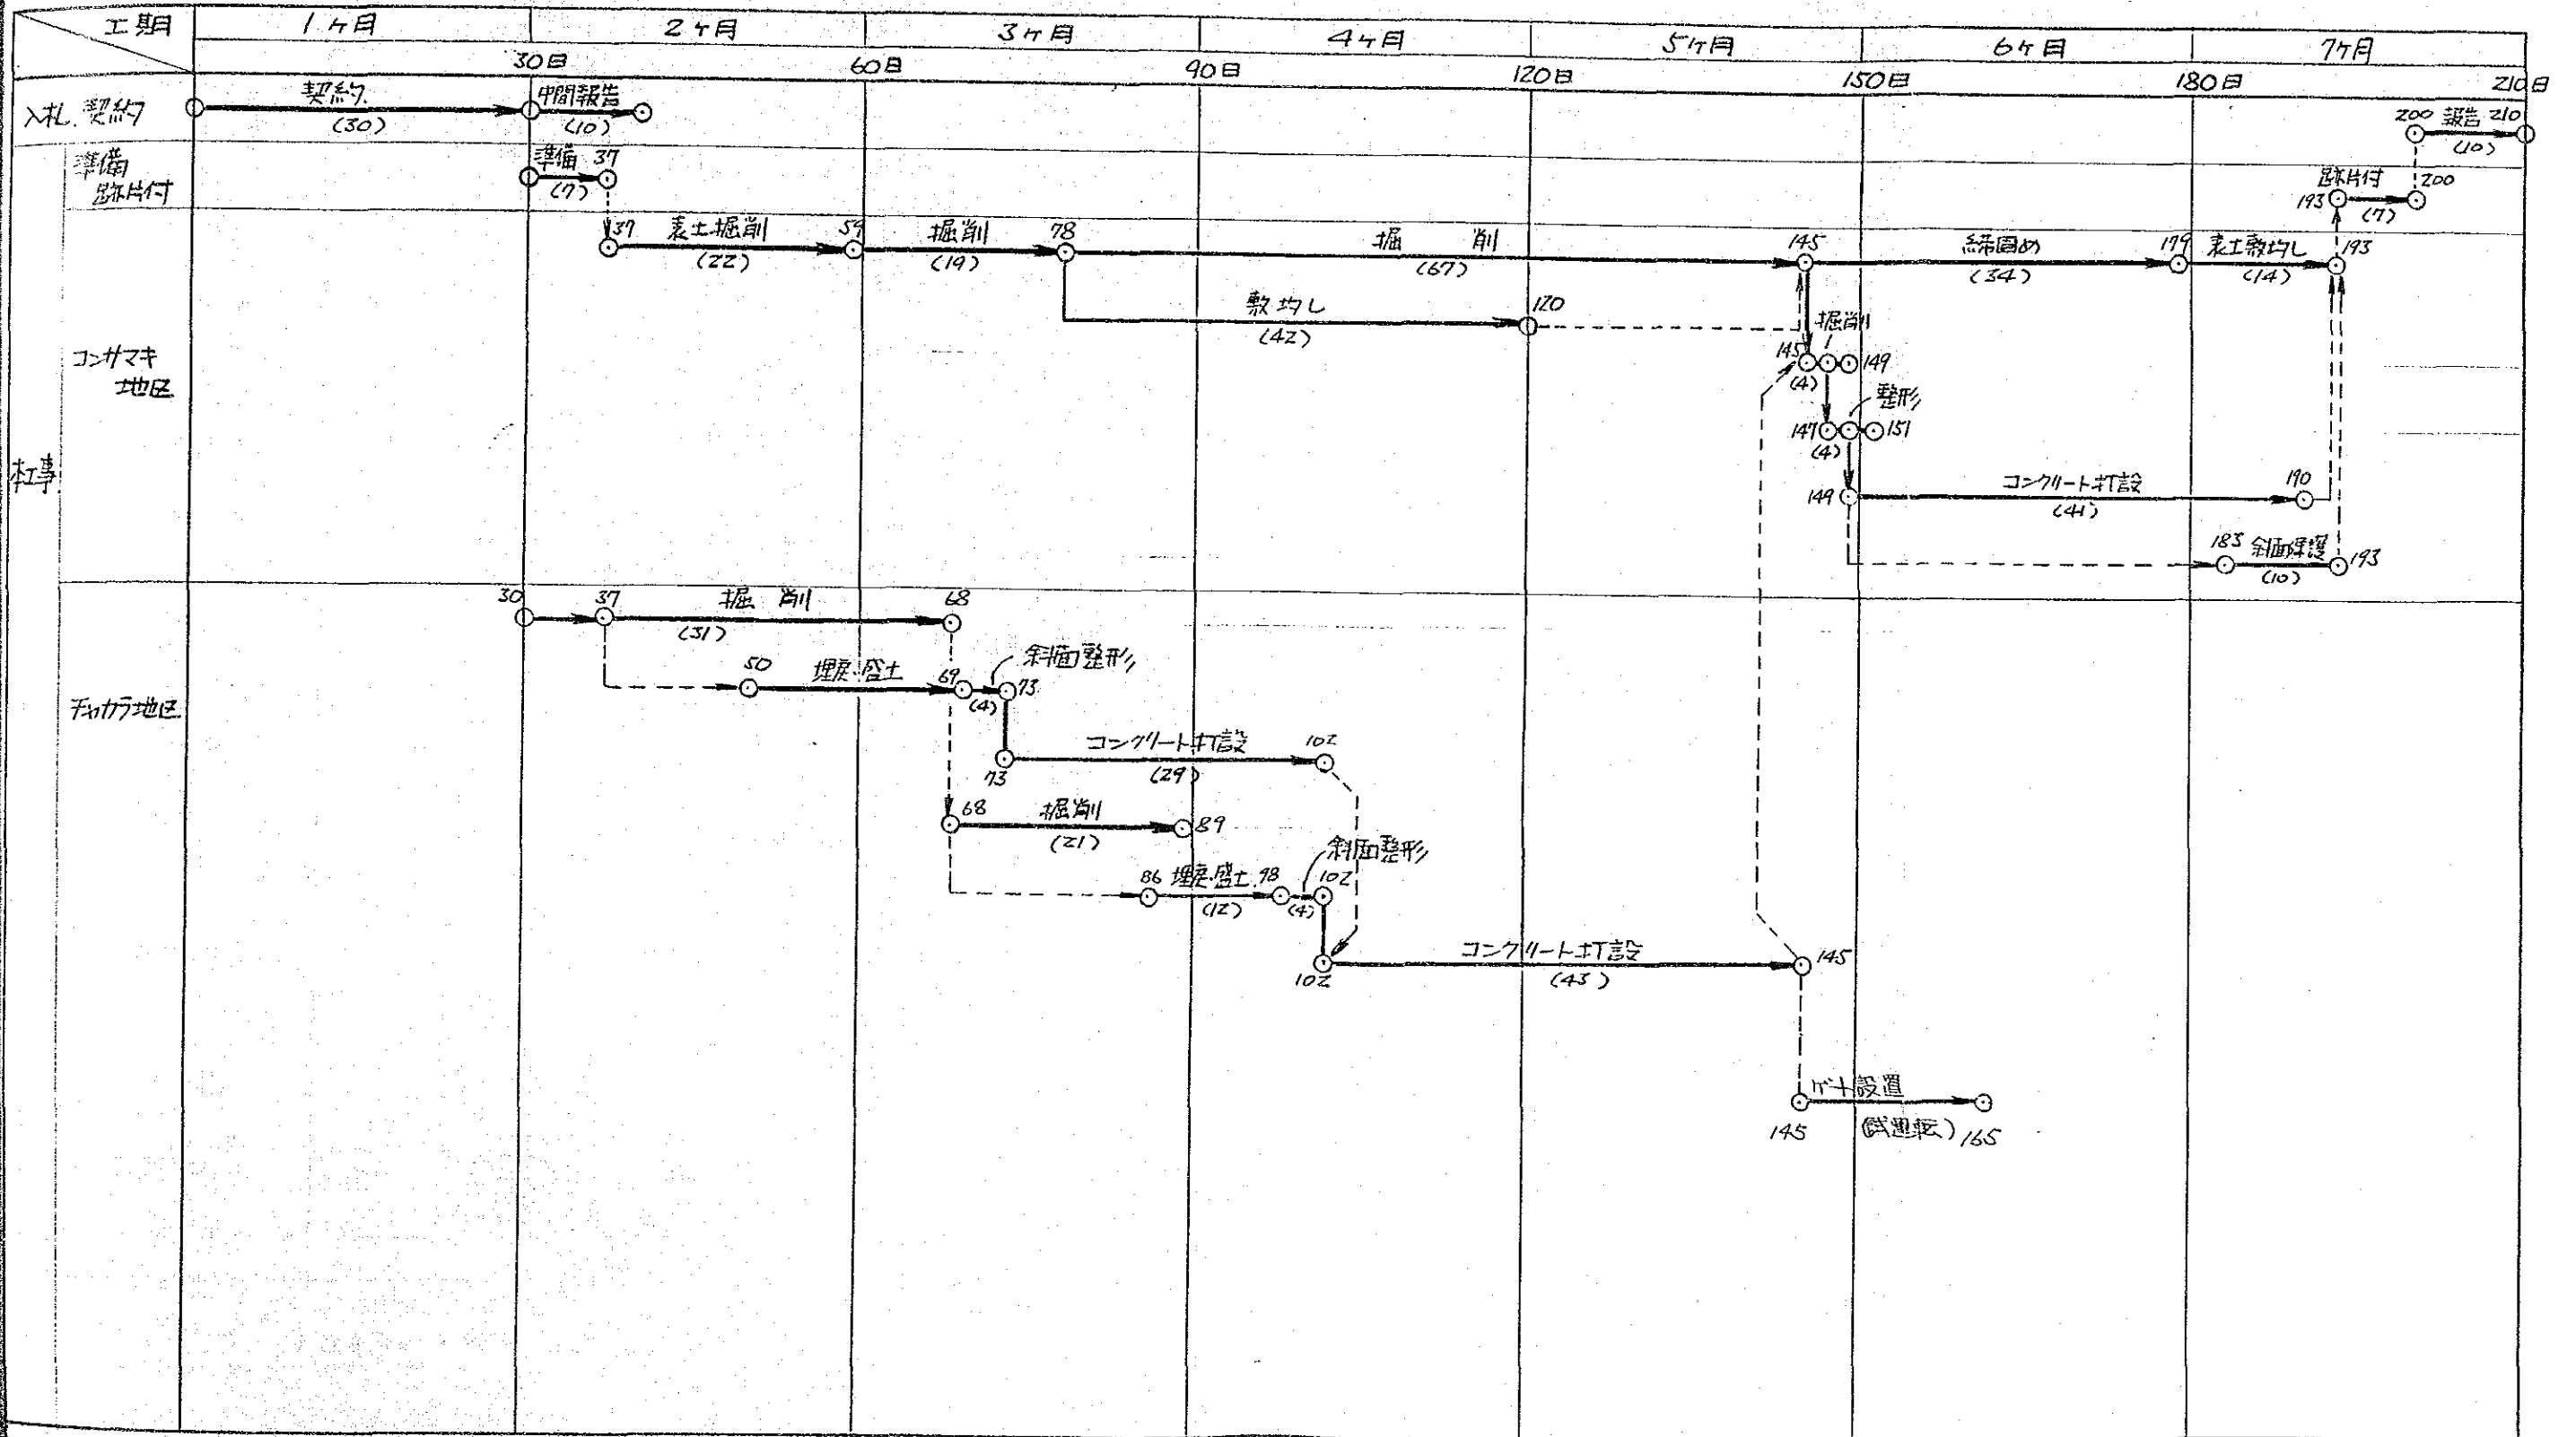 工期 1ヶ月 2ヶ月 3ヶ月 4ヶ月 5ヶ月 6ヶ月 7ヶ月
30日 60日 90日 120日 150日 180日 210日
入札.契約
契約
(30)
中間報告
(10)
200 報告 210
(10)
準備
跡片付
準備 37
(7)
跡片付 200
193 (7)
本工事
コンサマキ
地区
37 表土掘削 59 掘削 78 掘削 145 締固め 179 表土敷均し 193
(22) (19) (67) (34) (14)
敷均し 120
(42)
掘削
145 149
(4)
整形
147 151
(4)
149 コンクリート打設 190
(41)
183 斜面保護 193
(10)
チャカラ地区
30 37 掘削 68
(31)
50 埋戻・盛土 69 斜面整形 73
(4)
コンクリート打設 102
73 (29)
68 掘削 89
(21)
斜面整形
86 埋戻・盛土 98 102
(12) (4)
コンクリート打設 145
102 (43)
ゲート設置
145 (試運転) 165